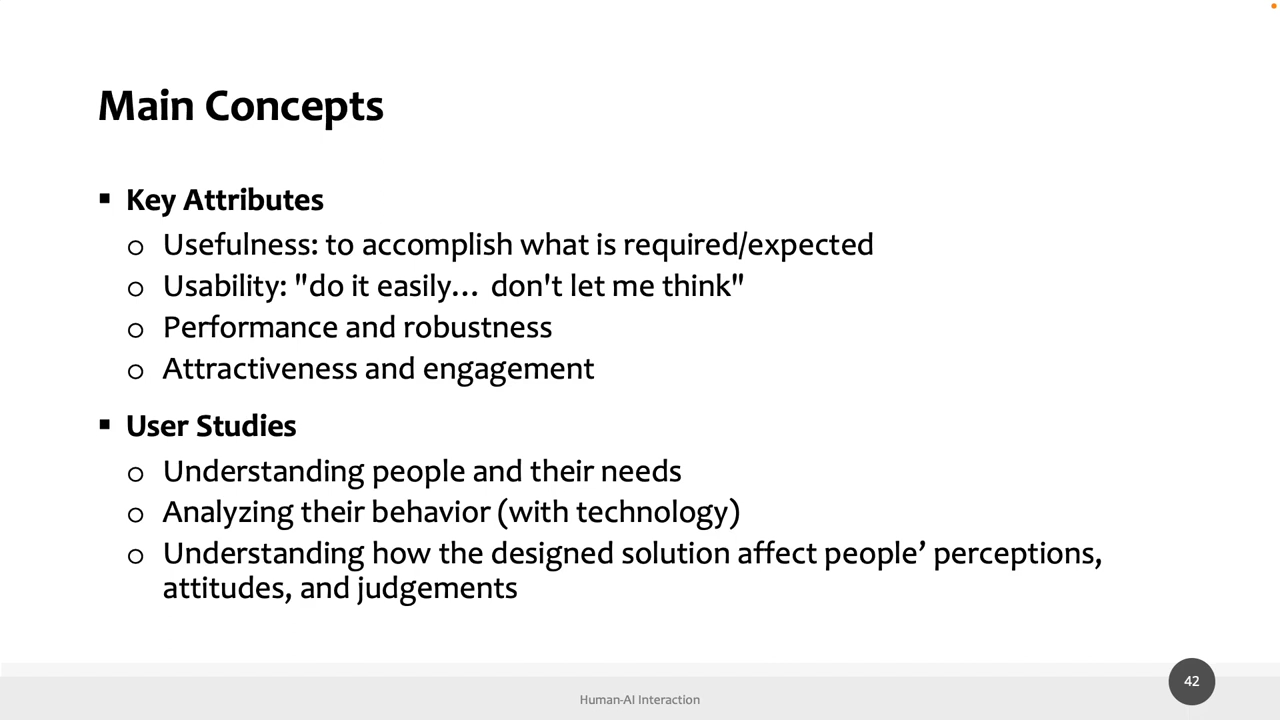 Main Concepts
▪ Key Attributes
o Usefulness: to accomplish what is required/expected
o Usability: "do it easily… don't let me think"
o Performance and robustness
o Attractiveness and engagement
▪ User Studies
o Understanding people and their needs
o Analyzing their behavior (with technology)
o Understanding how the designed solution affect people’ perceptions,
attitudes, and judgements
42
Human-AI Interaction